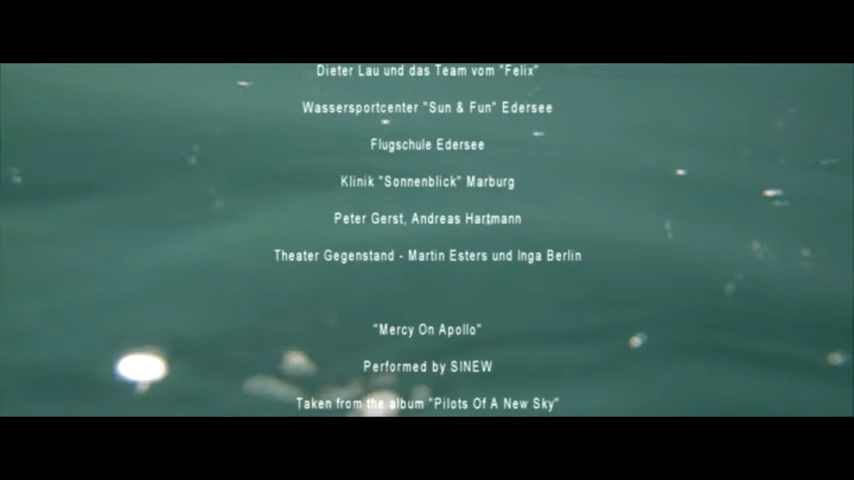 Dieter Lau und das Team vom "Felix"
Wassersportcenter "Sun & Fun" Edersee
Flugschule Edersee
Klinik "Sonnenblick" Marburg
Peter Gerst, Andreas Hartmann
Theater Gegenstand - Martin Esters und Inga Berlin
"Mercy On Apollo"
Performed by SINEW
Taken from the album "Pilots Of A New Sky"